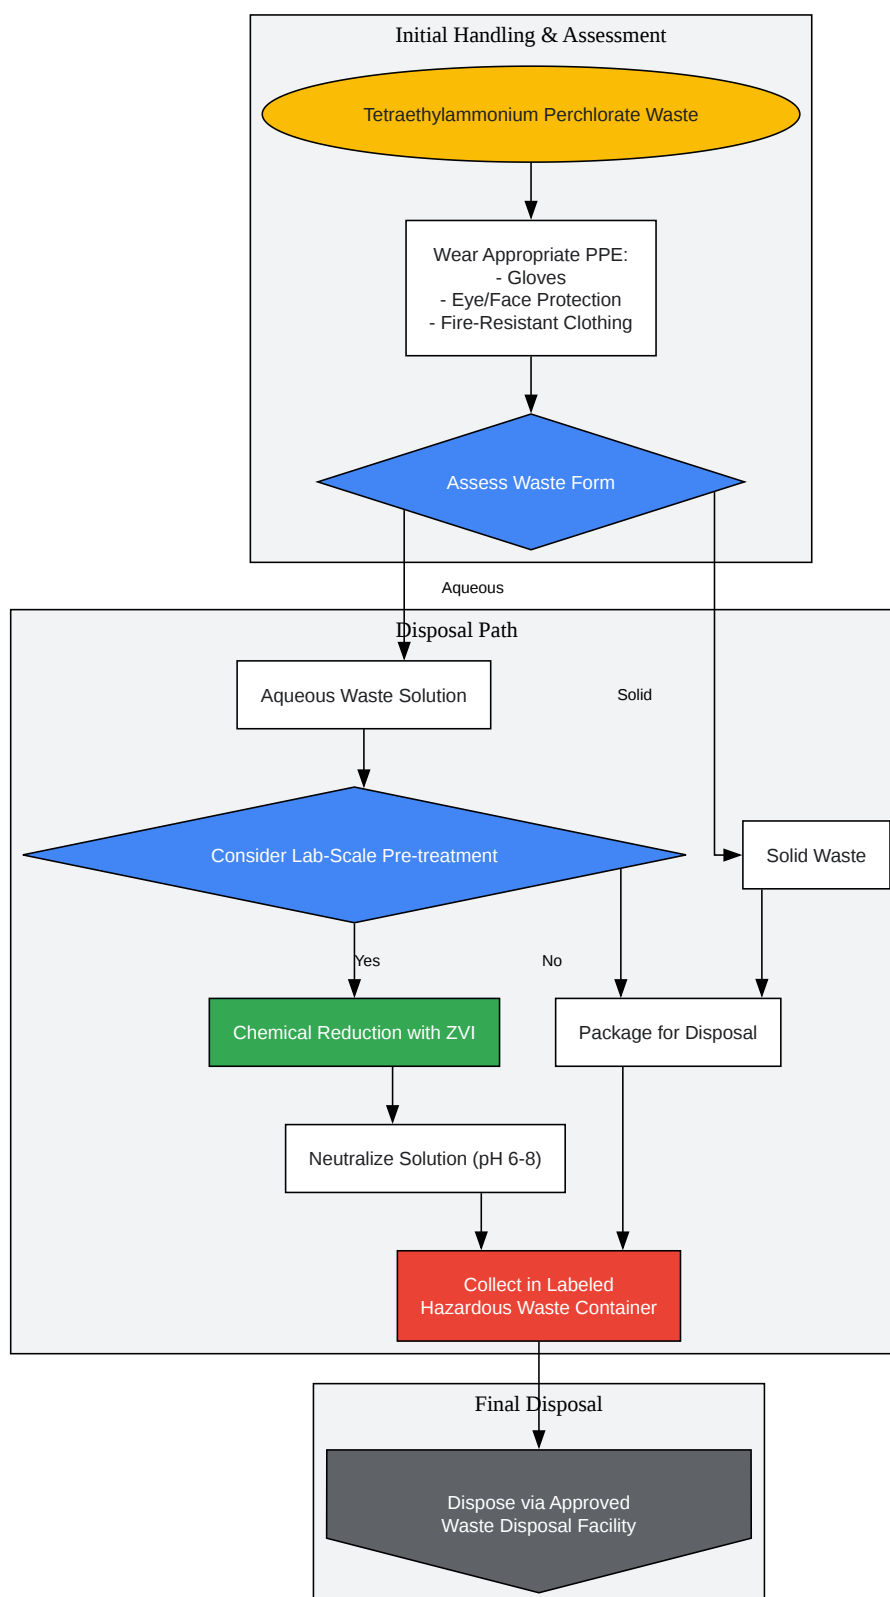 Initial Handling & Assessment
Tetraethylammonium Perchlorate Waste
Wear Appropriate PPE:
- Gloves
- Eye/Face Protection
- Fire-Resistant Clothing
Assess Waste Form
Aqueous
Disposal Path
Aqueous Waste Solution
Solid
Consider Lab-Scale Pre-treatment
Solid Waste
Yes
No
Chemical Reduction with ZVI
Package for Disposal
Neutralize Solution (pH 6-8)
Collect in Labeled
Hazardous Waste Container
Final Disposal
Dispose via Approved
Waste Disposal Facility